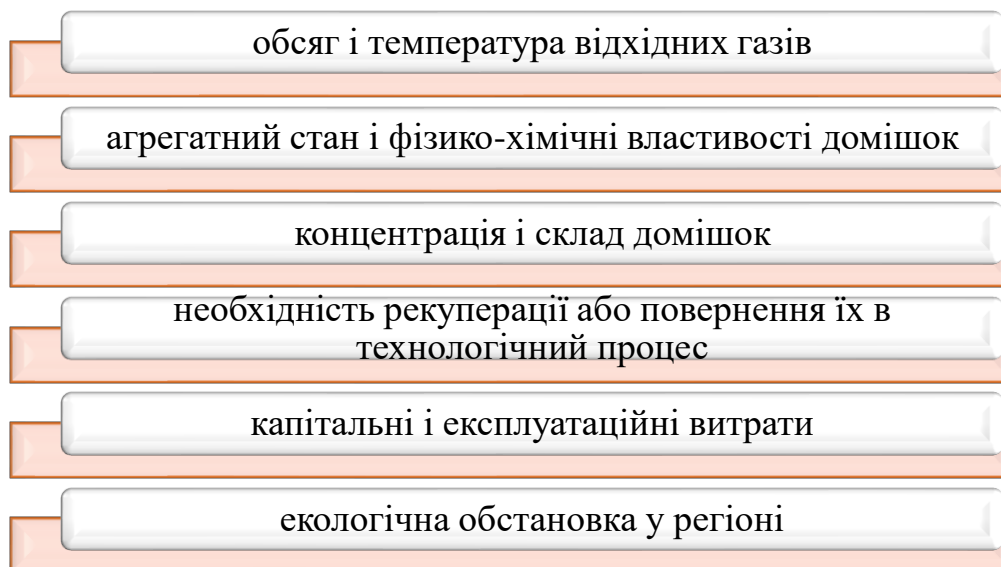 обсяг і температура відхідних газів
агрегатний стан і фізико-хімічні властивості домішок
концентрація і склад домішок
необхідність рекуперації або повернення їх в
технологічний процес
капітальні і експлуатаційні витрати
екологічна обстановка у регіоні